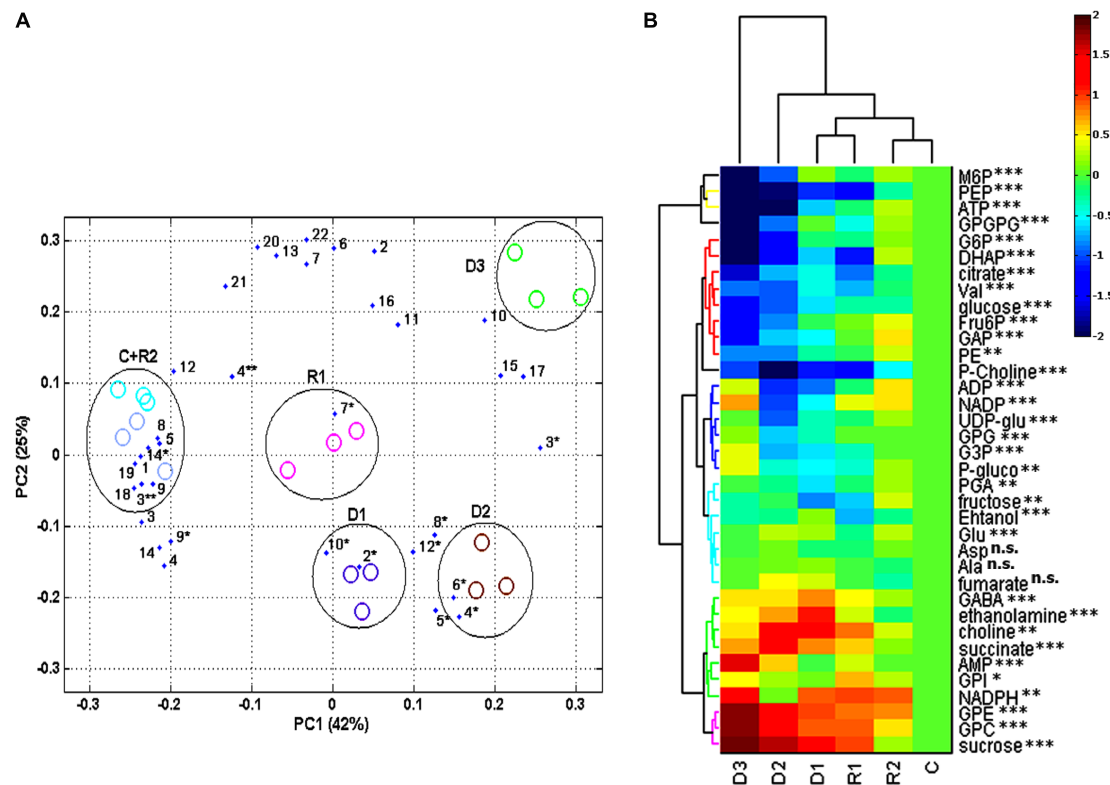 A
B
0.3
0.2
0.1
0
-0.1
-0.2
-0.3
PC2 (25%)
-0.3 -0.2 -0.1 0 0.1 0.2 0.3
PC1 (42%)
20
13
22
7
6
2
21
16
11
10
D3
15
17
3*
C+R2
12
4**
R1
7*
8
5
14*
1
19
18
3**
9
3
9*
14
4
D1
10*
2*
8*
12*
D2
6*
5*
4*
2
1.5
1
0.5
0
-0.5
-1
-1.5
-2
M6P***
PEP***
ATP***
GPGPG***
G6P***
DHAP***
citrate***
Val***
glucose***
Fru6P***
GAP***
PE**
P-Choline***
ADP***
NADP***
UDP-glu***
GPG***
G3P***
P-gluco**
PGA**
fructose**
Ehtanol***
Glu***
Asp n.s.
Ala n.s.
fumarate n.s.
GABA***
ethanolamine***
choline**
succinate***
AMP***
GPI*
NADPH**
GPE***
GPC***
sucrose***
D3 D2 D1 R1 R2 C